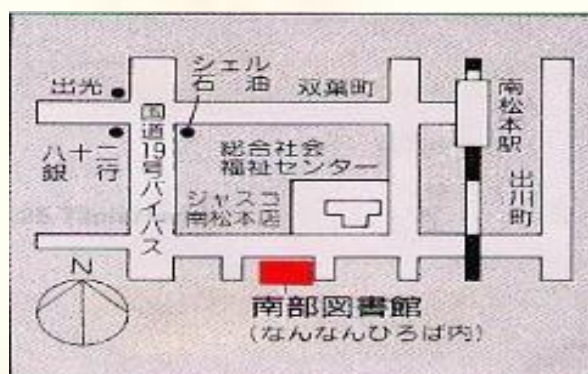 シェル
石油
出光
双葉町
南松本駅
国道19号バイパス
八十二
銀行
総合社会
福祉センター
ジャスコ
南松本店
出川町
N
南部図書館
(なんなんひろば内)